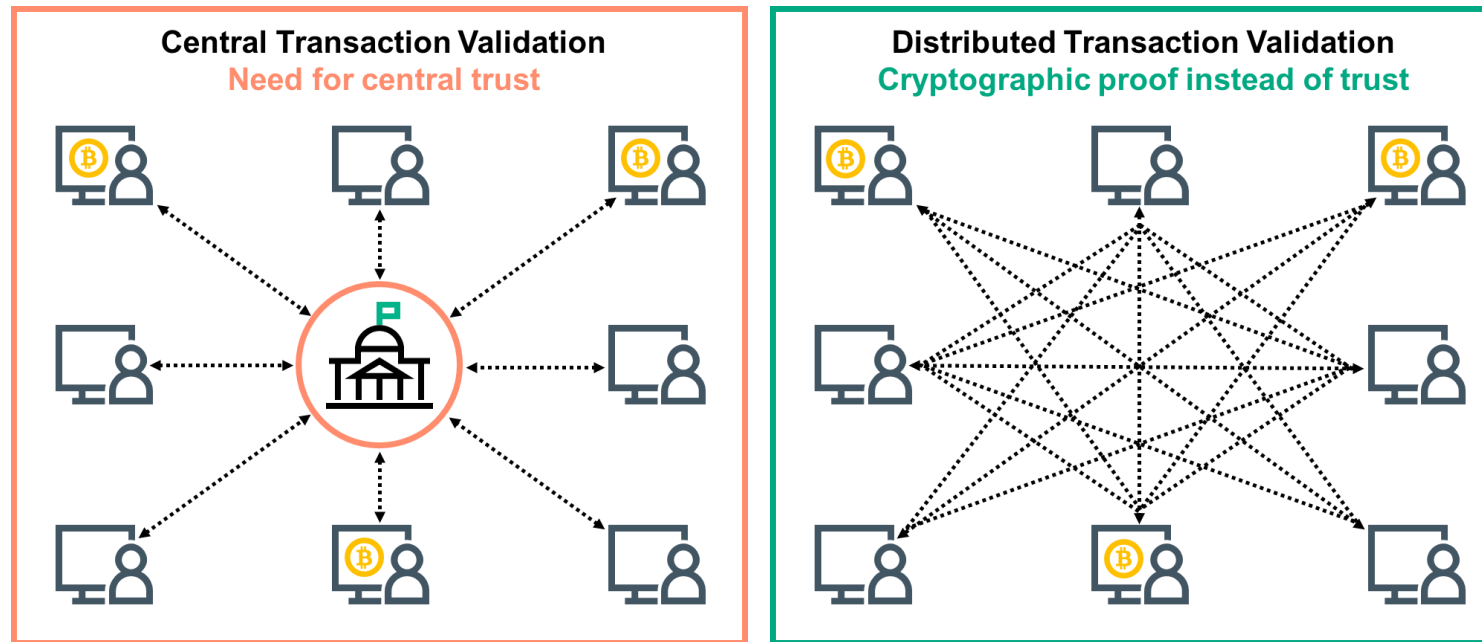 Central Transaction Validation
Need for central trust
Distributed Transaction Validation
Cryptographic proof instead of trust